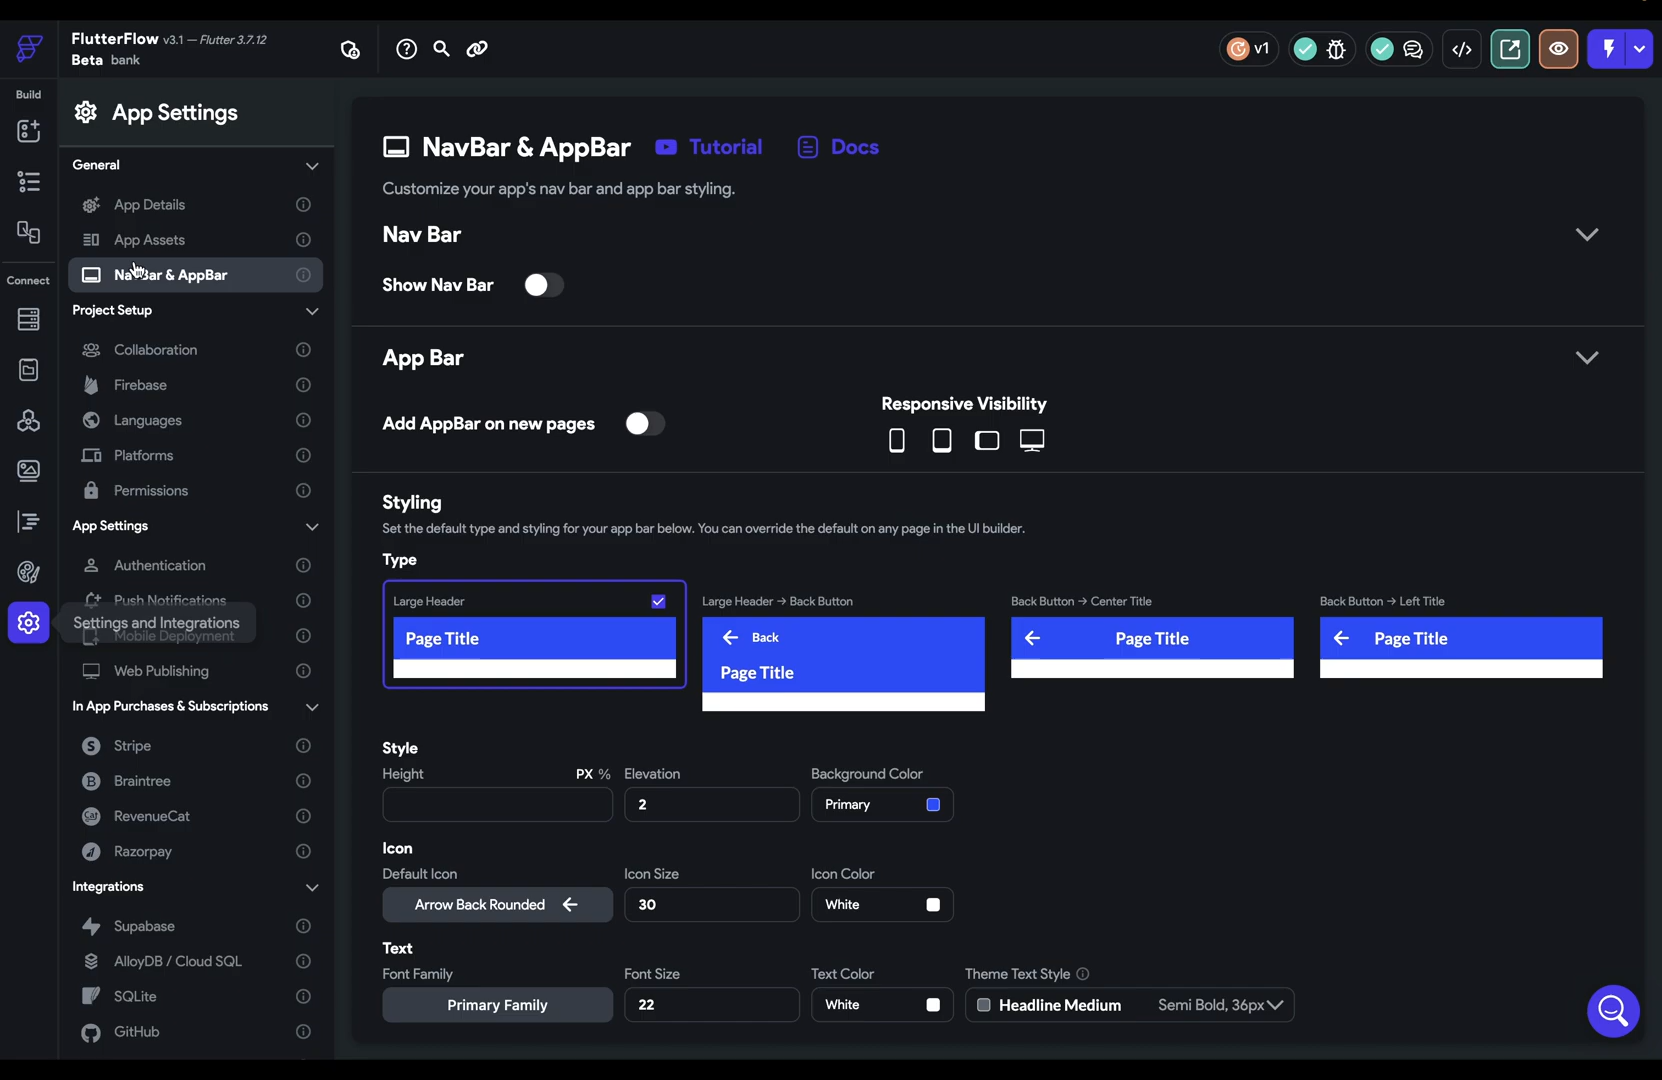 FlutterFlow v3.1 — Flutter 3.7.12
Beta bank
v1
Build
Connect
App Settings
General
App Details
App Assets
NavBar & AppBar
Project Setup
Collaboration
Firebase
Languages
Platforms
Permissions
App Settings
Authentication
Push Notifications
Settings and Integrations
Mobile Deployment
Web Publishing
In App Purchases & Subscriptions
Stripe
Braintree
RevenueCat
Razorpay
Integrations
Supabase
AlloyDB / Cloud SQL
SQLite
GitHub
NavBar & AppBar Tutorial Docs
Customize your app's nav bar and app bar styling.
Nav Bar
Show Nav Bar
App Bar
Responsive Visibility
Add AppBar on new pages
Styling
Set the default type and styling for your app bar below. You can override the default on any page in the UI builder.
Type
Large Header
Page Title
Large Header → Back Button
Back
Page Title
Back Button → Center Title
Page Title
Back Button → Left Title
Page Title
Style
Height PX % Elevation Background Color
2 Primary
Icon
Default Icon Icon Size Icon Color
Arrow Back Rounded 30 White
Text
Font Family Font Size Text Color Theme Text Style
Primary Family 22 White Headline Medium Semi Bold, 36px